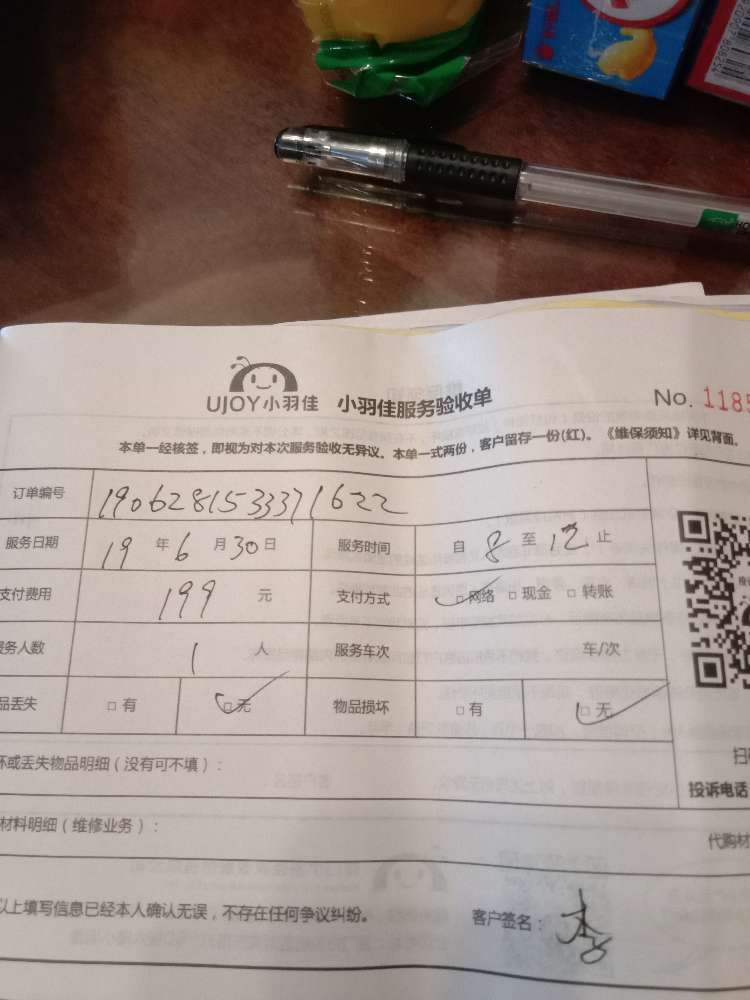 UJOY小羽佳 小羽佳服务验收单 No. 1185
本单一经核签，即视为对本次服务验收无异议。本单一式两份，客户留存一份(红)。《维保须知》详见背面。
订单编号 190628153371622
服务日期 19 年 6 月 30 日 服务时间 自 8 至 12 止
支付费用 199 元 支付方式 □网络 □现金 □转账
务人数 1 人 服务车次 车/次
品丢失 □有 □无 物品损坏 □有 □无
坏或丢失物品明细（没有可不填）：
扫
投诉电话
材料明细（维修业务）： 代购材
以上填写信息已经本人确认无误，不存在任何争议纠纷。 客户签名：李